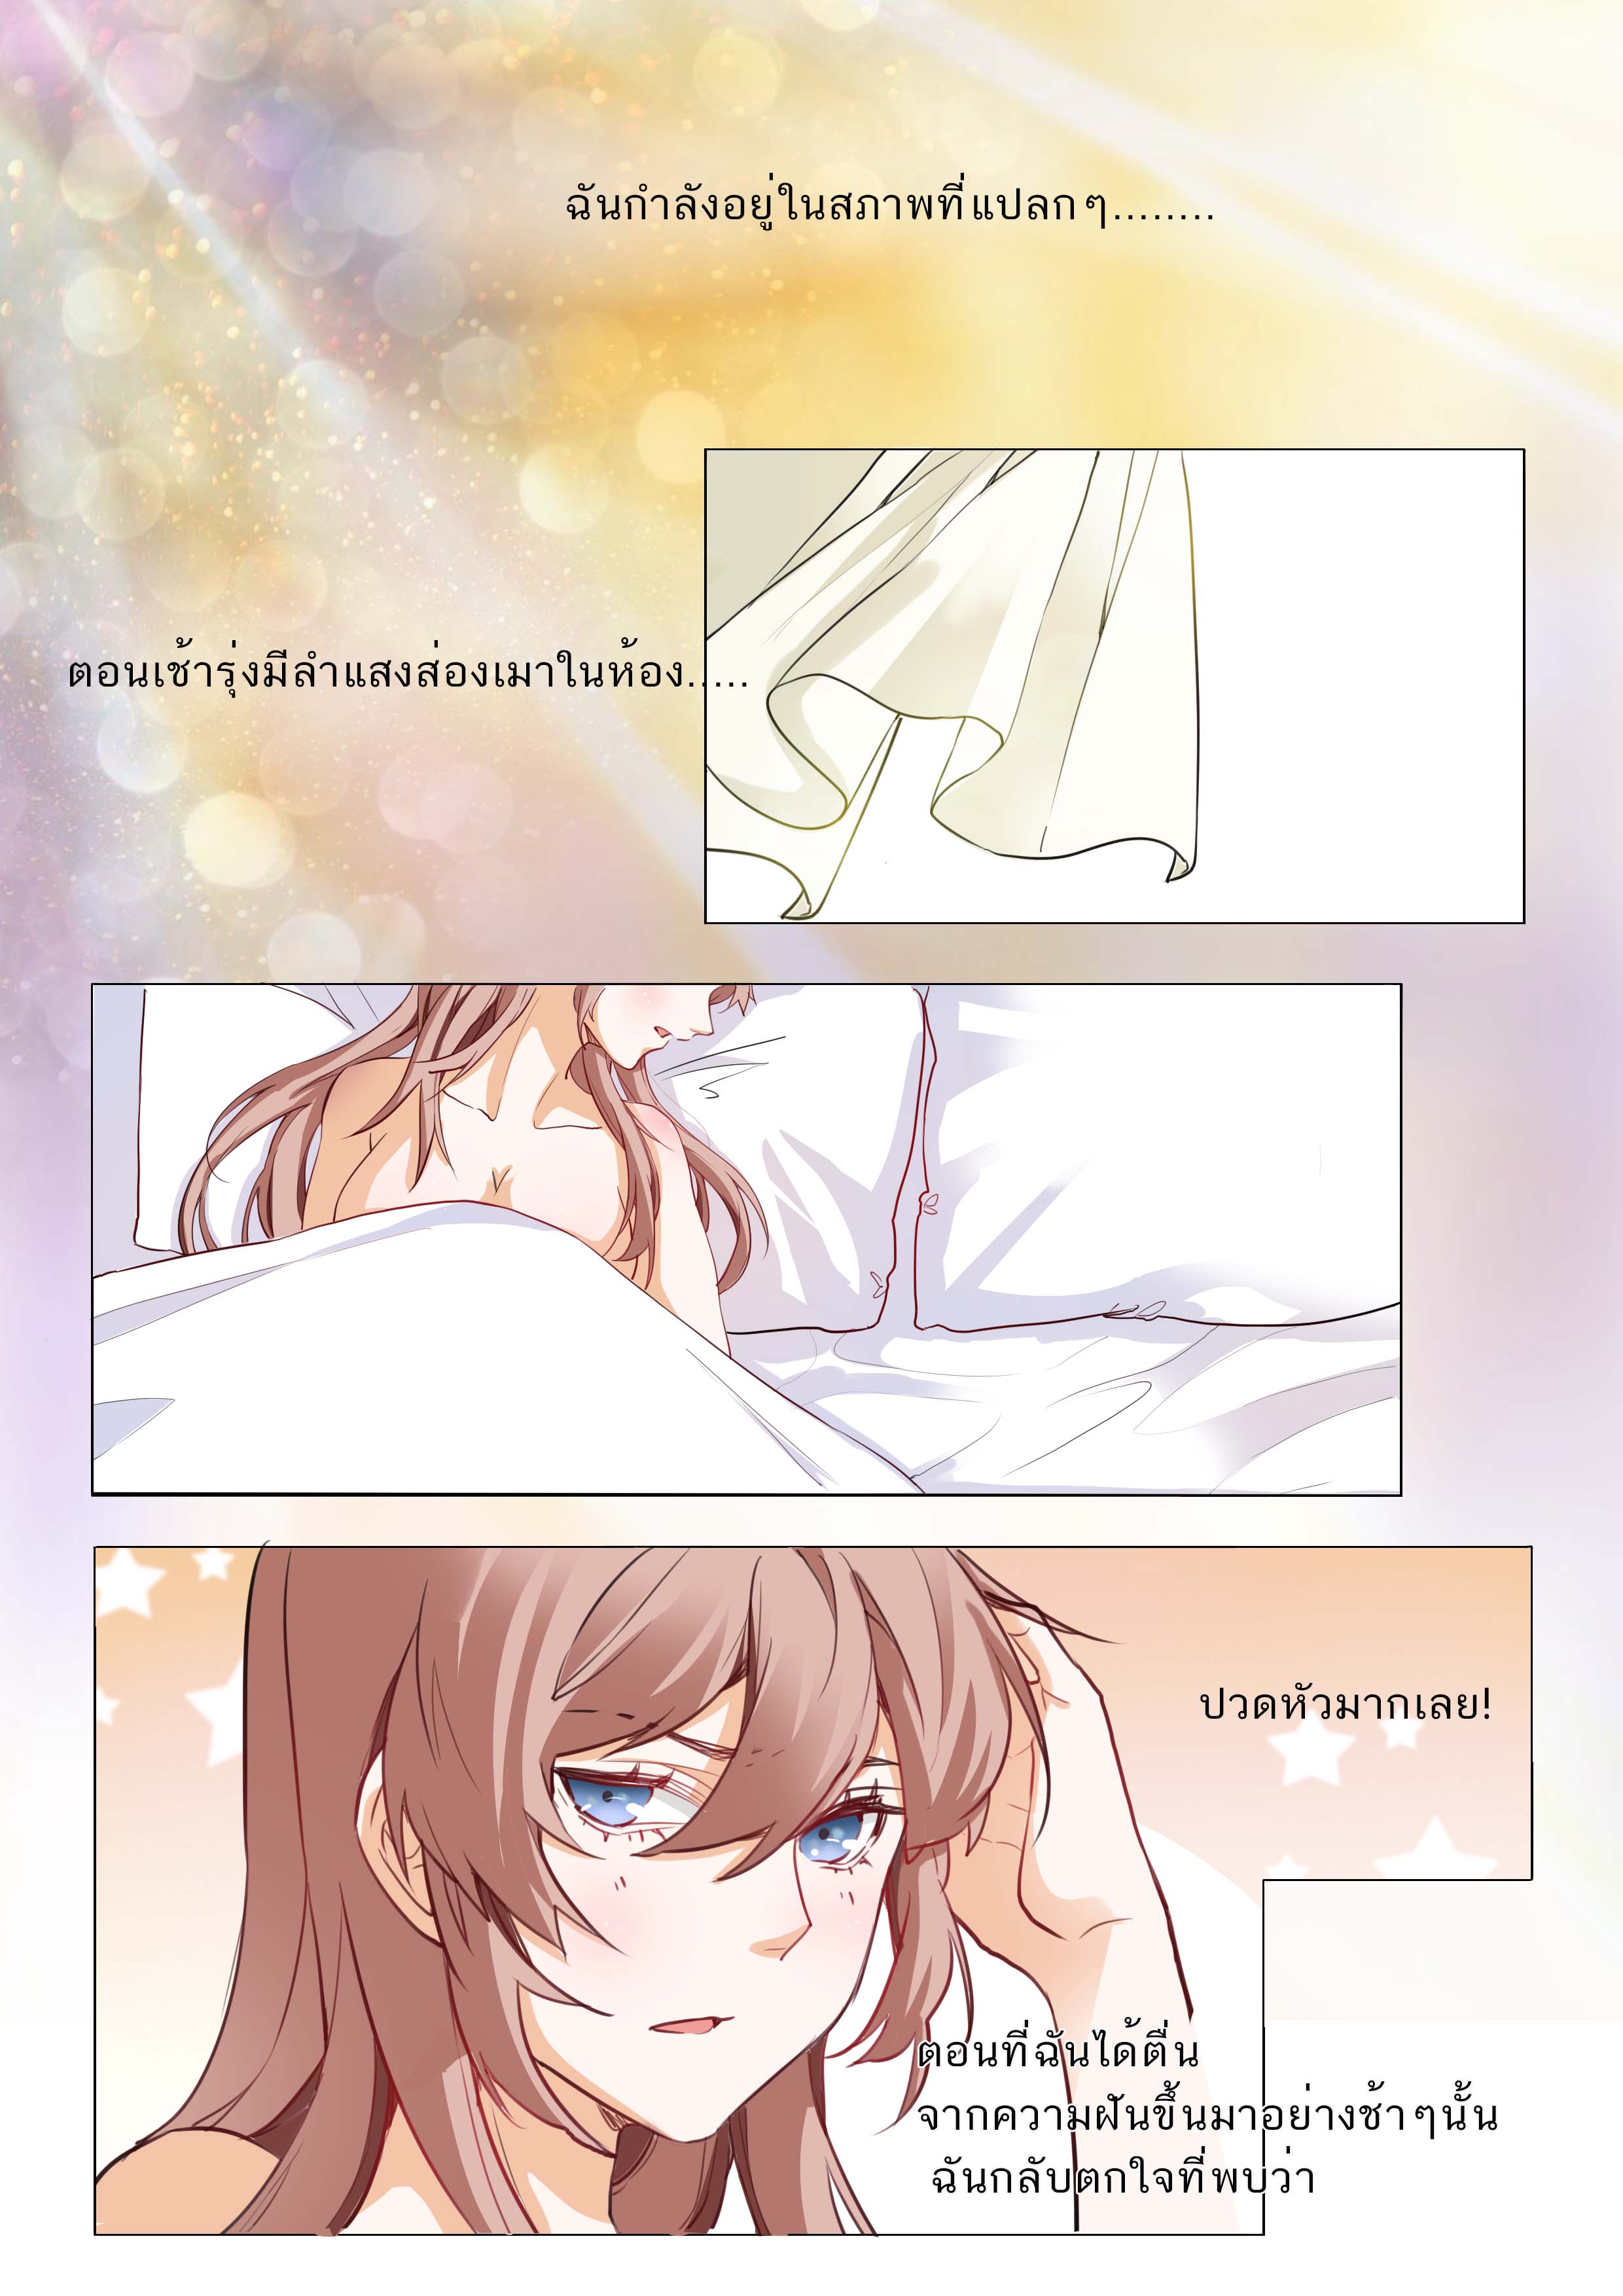 ฉันกำลังอยู่ในสภาพที่แปลกๆ........
ตอนเช้ารุ่งมีลำแสงส่องเมาในห้อง.....
ปวดหัวมากเลย!
ตอนที่ฉันได้ตื่น
จากความฝันขึ้นมาอย่างช้าๆนั้น
ฉันกลับตกใจที่พบว่า